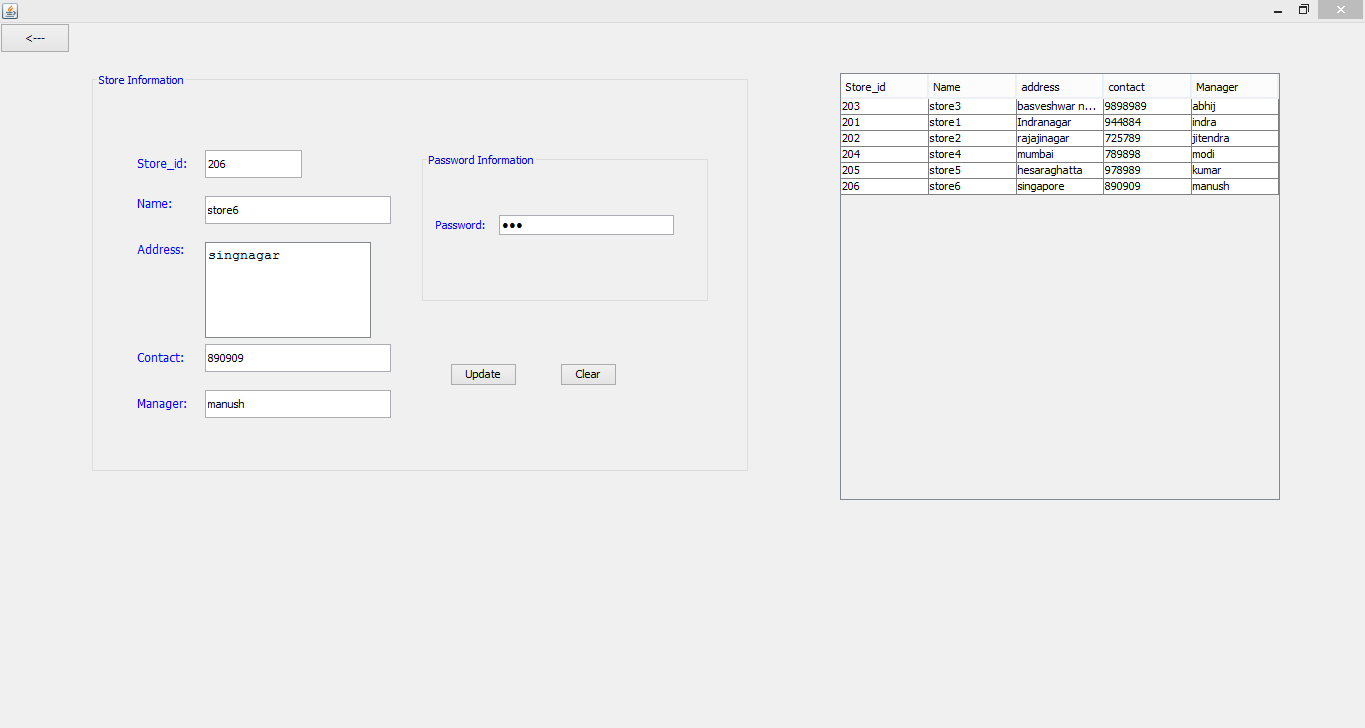 <---
Store Information
Store_id: 206
Name: store6
Address: singnagar
Contact: 890909
Manager: manush
Password Information
Password: •••
Update Clear
Store_id Name address contact Manager
203 store3 basveshwar n... 9898989 abhij
201 store1 Indranagar 944884 indra
202 store2 rajajinagar 725789 jitendra
204 store4 mumbai 789898 modi
205 store5 hesaraghatta 978989 kumar
206 store6 singapore 890909 manush